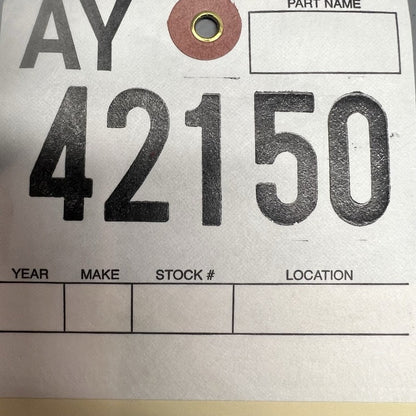 AY
PART NAME
42150
YEAR MAKE STOCK # LOCATION